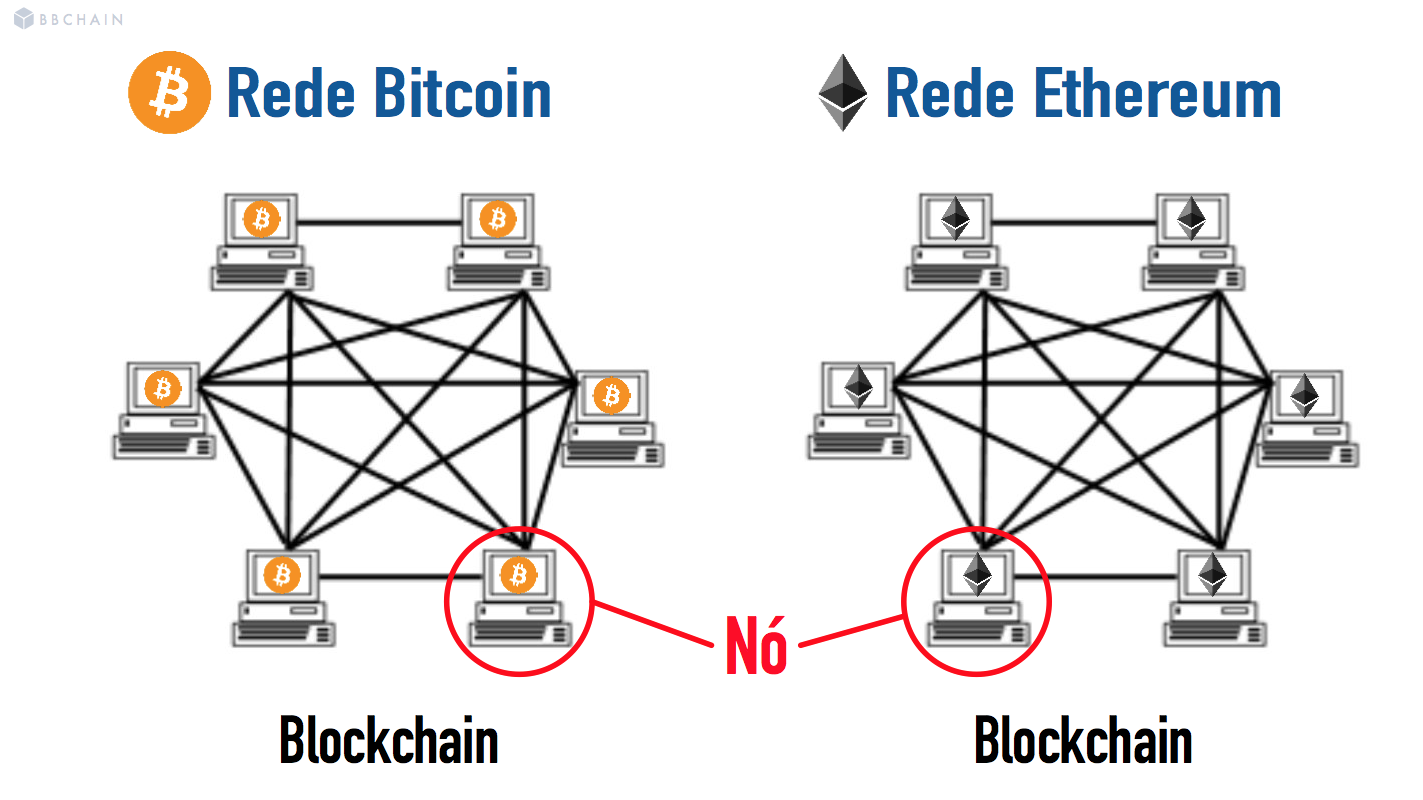 BBCHAIN
Rede Bitcoin
Rede Ethereum
Nó
Blockchain
Blockchain